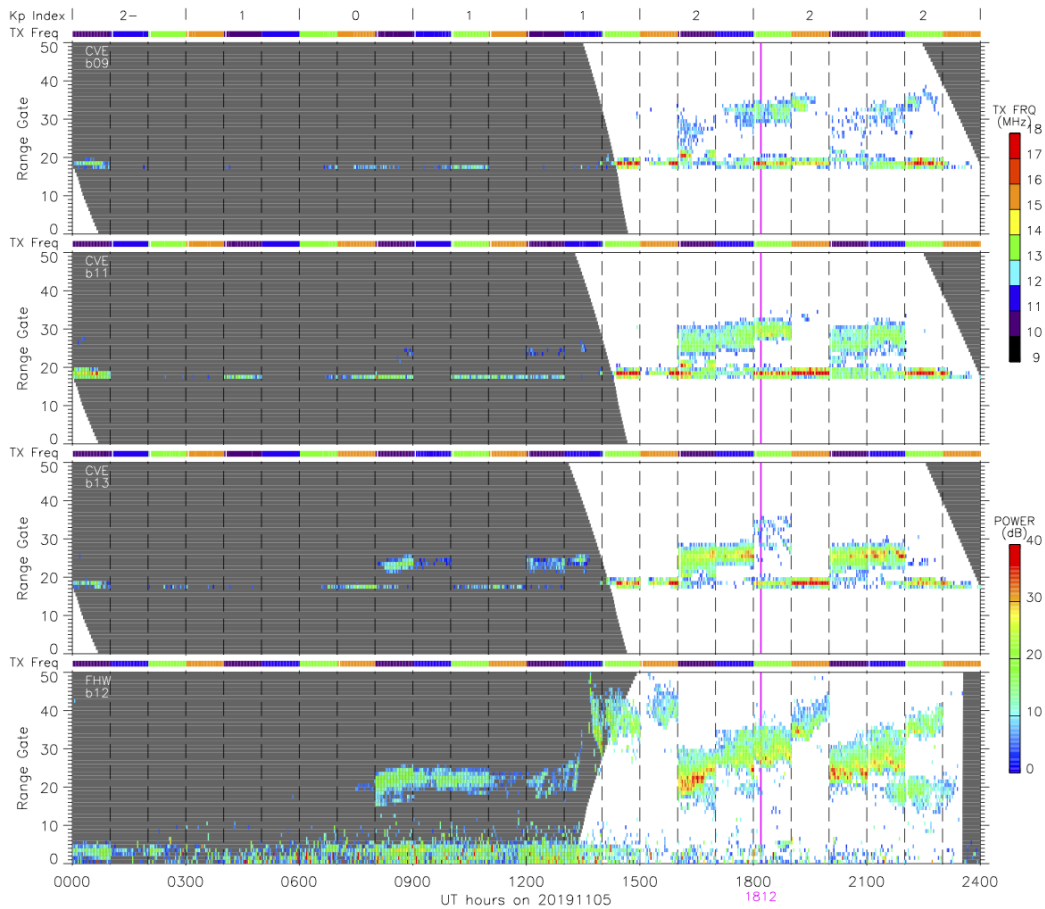 Kp Index 2- 1 0 1 1 2 2 2
TX Freq
50
40
30
20
10
0
Range Gate
CVE
b09
TX Freq
50
40
30
20
10
0
Range Gate
CVE
b11
TX Freq
50
40
30
20
10
0
Range Gate
CVE
b13
TX Freq
50
40
30
20
10
0
Range Gate
FHW
b12
0000 0300 0600 0900 1200 1500 1800 2100 2400
1812
UT hours on 20191105
TX FRQ
(MHz)
18
17
16
15
14
13
12
11
10
9
POWER
(dB)
40
30
20
10
0